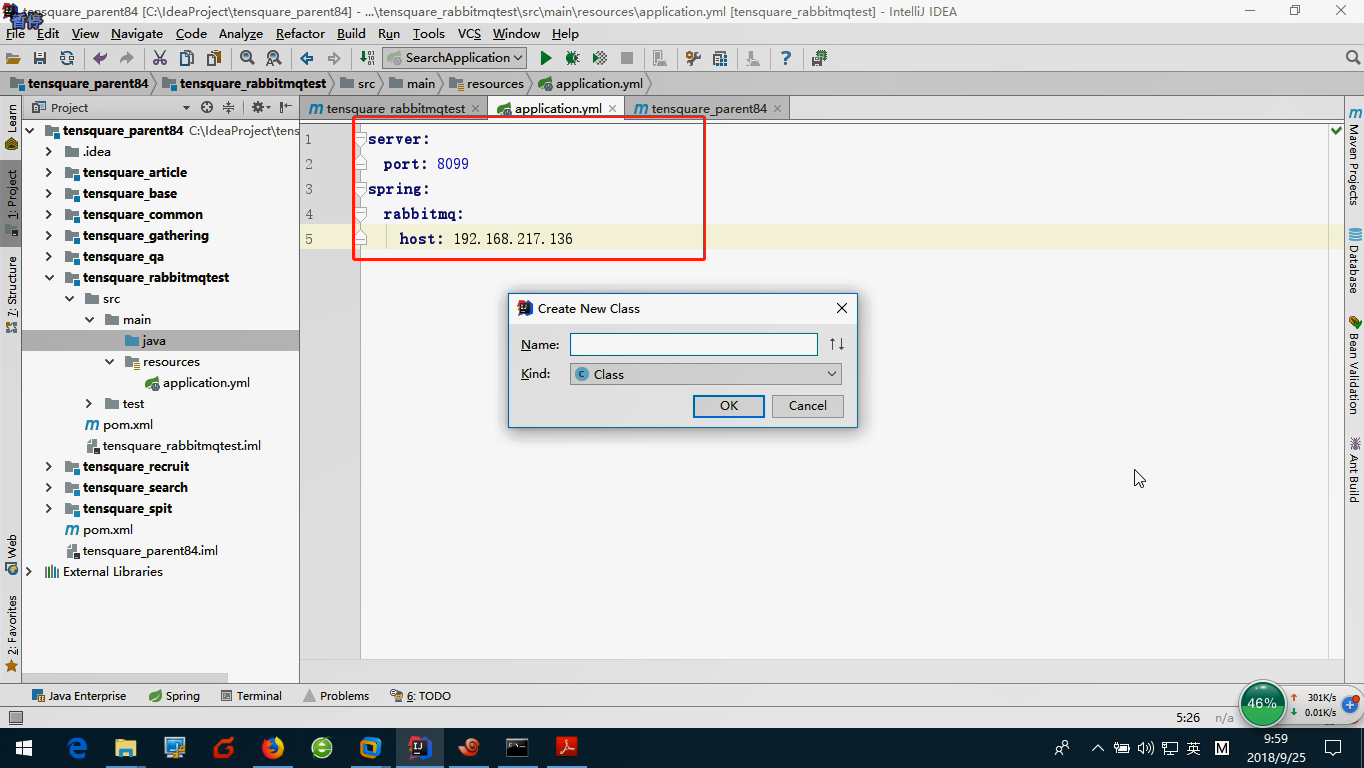 tensquare_parent84 [C:\IdeaProject\tensquare_parent84] - ...\tensquare_rabbitmqtest\src\main\resources\application.yml [tensquare_rabbitmqtest] - IntelliJ IDEA
暂停
File Edit View Navigate Code Analyze Refactor Build Run Tools VCS Window Help
SearchApplication
tensquare_parent84 tensquare_rabbitmqtest src main resources application.yml
Project
tensquare_rabbitmqtest application.yml tensquare_parent84
Learn
1: Project
7: Structure
Web
2: Favorites
tensquare_parent84 C:\IdeaProject\tens
.idea
tensquare_article
tensquare_base
tensquare_common
tensquare_gathering
tensquare_qa
tensquare_rabbitmqtest
src
main
java
resources
application.yml
test
pom.xml
tensquare_rabbitmqtest.iml
tensquare_recruit
tensquare_search
tensquare_spit
pom.xml
tensquare_parent84.iml
External Libraries
1 server:
2 port: 8099
3 spring:
4 rabbitmq:
5 host: 192.168.217.136
Create New Class
Name:
Kind: Class
OK Cancel
Maven Projects
Database
Bean Validation
Ant Build
Java Enterprise Spring Terminal Problems 6: TODO
5:26 n/a
46%
301K/s
0.01K/s
英 M
9:59
2018/9/25